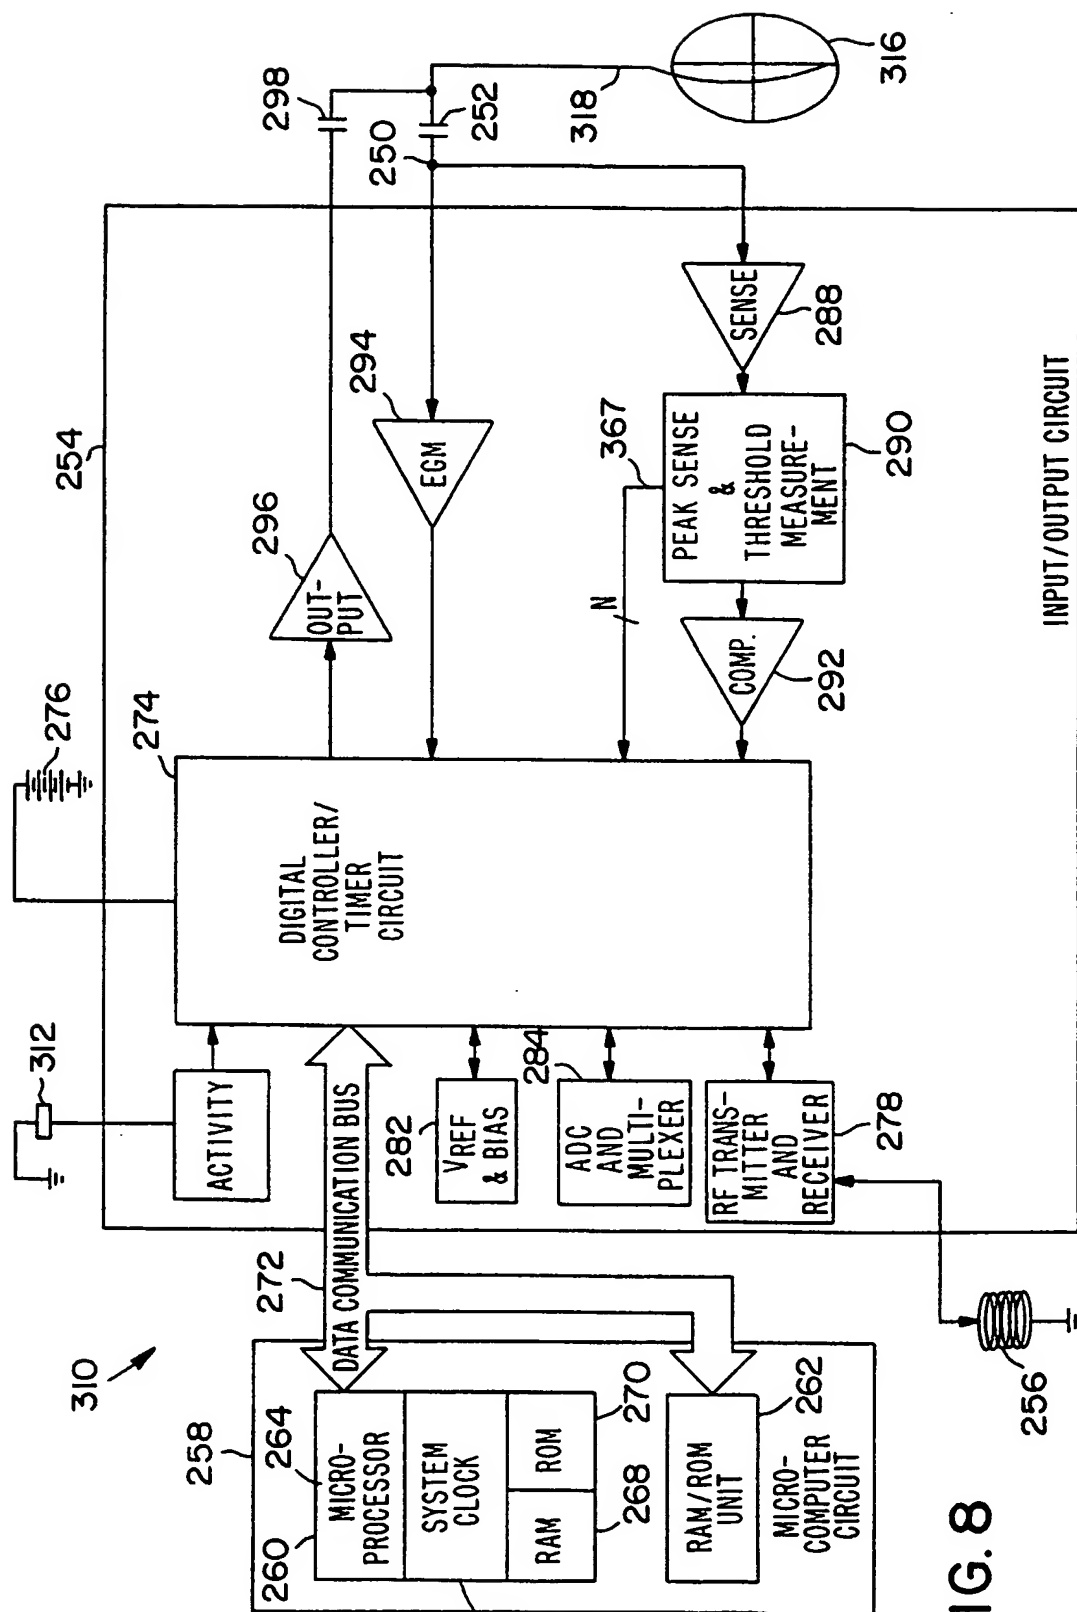 310
258
264
260
MICRO-
PROCESSOR
SYSTEM
CLOCK
RAM
ROM
270
268
RAM/ROM
UNIT
262
MICRO-
COMPUTER
CIRCUIT
272
DATA COMMUNICATION BUS
312
ACTIVITY
282
VREF
& BIAS
284
ADC
AND
MULTI-
PLEXER
RF TRANS-
MITTER
AND
RECEIVER
278
256
276
274
DIGITAL
CONTROLLER/
TIMER
CIRCUIT
254
296
OUT-
PUT
294
EGM
N
367
PEAK SENSE
&
THRESHOLD
MEASURE-
MENT
290
COMP.
292
SENSE
288
INPUT/OUTPUT CIRCUIT
298
250
252
318
316
IG. 8